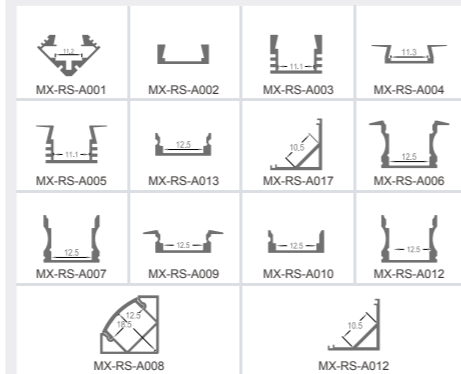 11.2
MX-RS-A001
MX-RS-A002
11.1
MX-RS-A003
11.3
MX-RS-A004
11.1
MX-RS-A005
12.5
MX-RS-A013
10.5
MX-RS-A017
12.5
MX-RS-A006
12.5
MX-RS-A007
12.5
MX-RS-A009
12.5
MX-RS-A010
12.5
MX-RS-A012
12.5
18.5
MX-RS-A008
10.5
MX-RS-A012